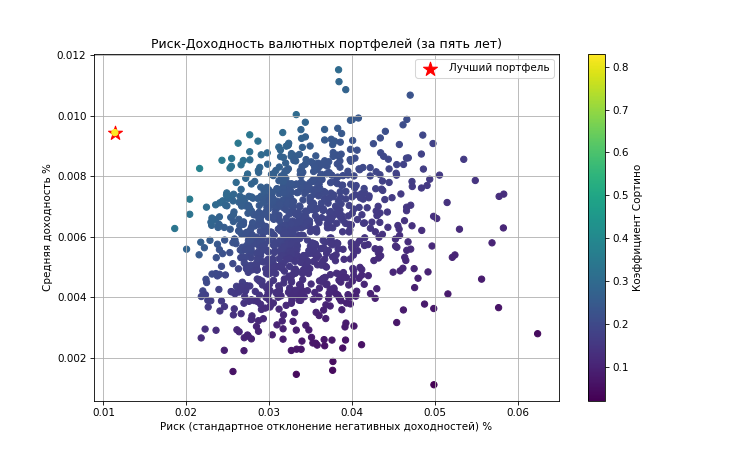 Риск-Доходность валютных портфелей (за пять лет)
Лучший портфель
Средняя доходность %
0.012
0.010
0.008
0.006
0.004
0.002
0.01 0.02 0.03 0.04 0.05 0.06
Риск (стандартное отклонение негативных доходностей) %
0.8
0.7
0.6
0.5
0.4
0.3
0.2
0.1
Коэффициент Сортино